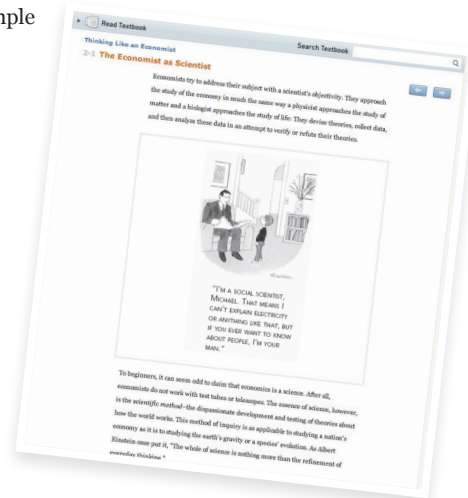 nple
Read Textbook
Search Textbook
Thinking Like an Economist
2-1 The Economist as Scientist
Economists try to address their subject with a scientist's objectivity. They approach
the study of the economy in much the same way a physicist approaches the study of
matter and a biologist approaches the study of life: They devise theories, collect data,
and then analyze these data in an attempt to verify or refute their theories.
"I'M A SOCIAL SCIENTIST,
MICHAEL. THAT MEANS I
CAN'T EXPLAIN ELECTRICITY
OR ANYTHING LIKE THAT, BUT
IF YOU EVER WANT TO KNOW
ABOUT PEOPLE, I'M YOUR
MAN."
To beginners, it can seem odd to claim that economics is a science. After all,
economists do not work with test tubes or telescopes. The essence of science, however,
is the scientific method—the dispassionate development and testing of theories about
how the world works. This method of inquiry is as applicable to studying a nation's
economy as it is to studying the earth's gravity or a species' evolution. As Albert
Einstein once put it, "The whole of science is nothing more than the refinement of
everyday thinking."